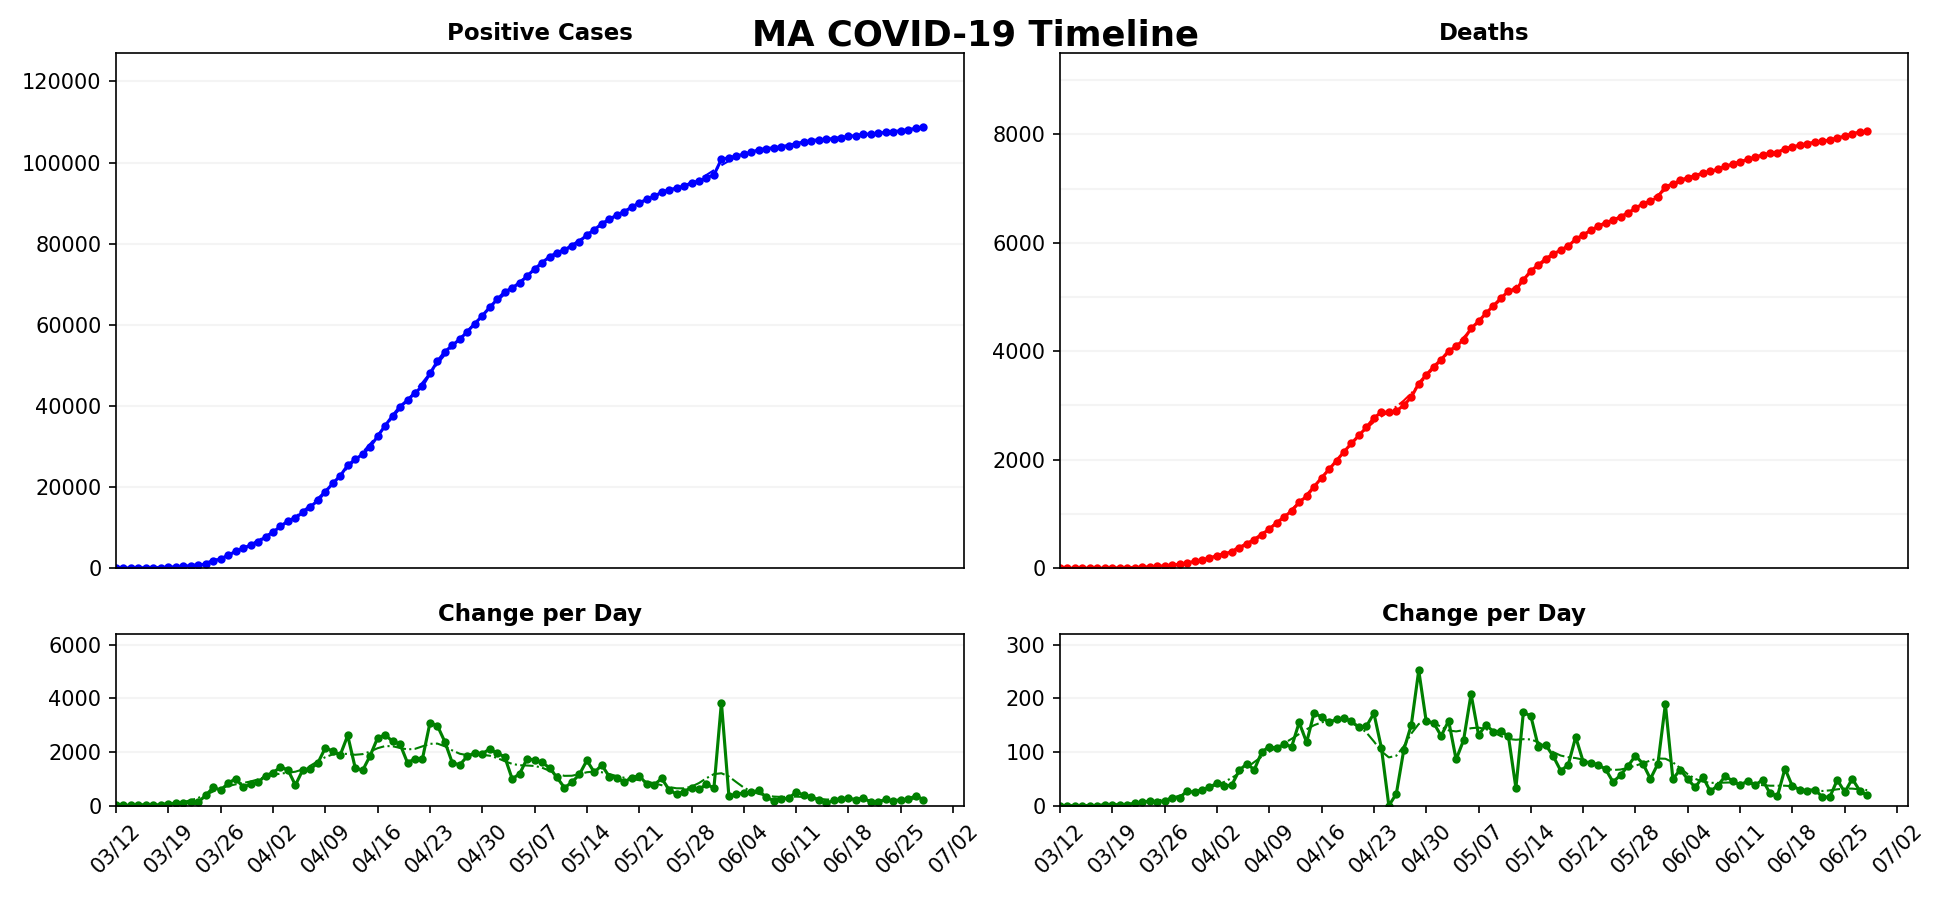 MA COVID-19 Timeline
Positive Cases
120000
100000
80000
60000
40000
20000
0
Deaths
8000
6000
4000
2000
0
Change per Day
6000
4000
2000
0
03/12 03/19 03/26 04/02 04/09 04/16 04/23 04/30 05/07 05/14 05/21 05/28 06/04 06/11 06/18 06/25 07/02
Change per Day
300
200
100
0
03/12 03/19 03/26 04/02 04/09 04/16 04/23 04/30 05/07 05/14 05/21 05/28 06/04 06/11 06/18 06/25 07/02